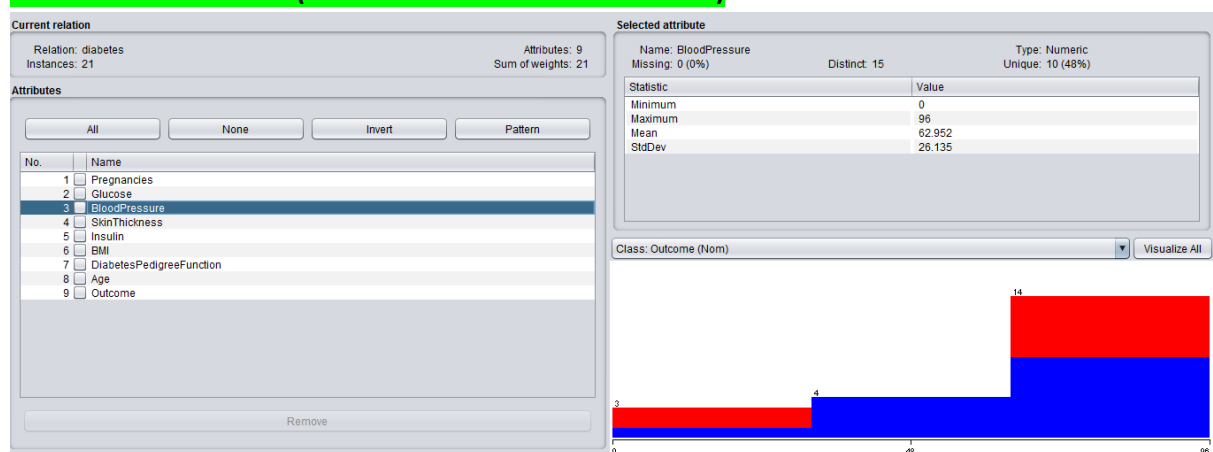 Current relation
Relation: diabetes
Attributes: 9
Instances: 21
Sum of weights: 21
Attributes
All
None
Invert
Pattern
No.
Name
1 Pregnancies
2 Glucose
3 BloodPressure
4 SkinThickness
5 Insulin
6 BMI
7 DiabetesPedigreeFunction
8 Age
9 Outcome
Remove
Selected attribute
Name: BloodPressure
Type: Numeric
Missing: 0 (0%)
Distinct: 15
Unique: 10 (48%)
Statistic
Value
Minimum 0
Maximum 96
Mean 62.952
StdDev 26.135
Class: Outcome (Nom)
Visualize All
3
4
14
0
48
96